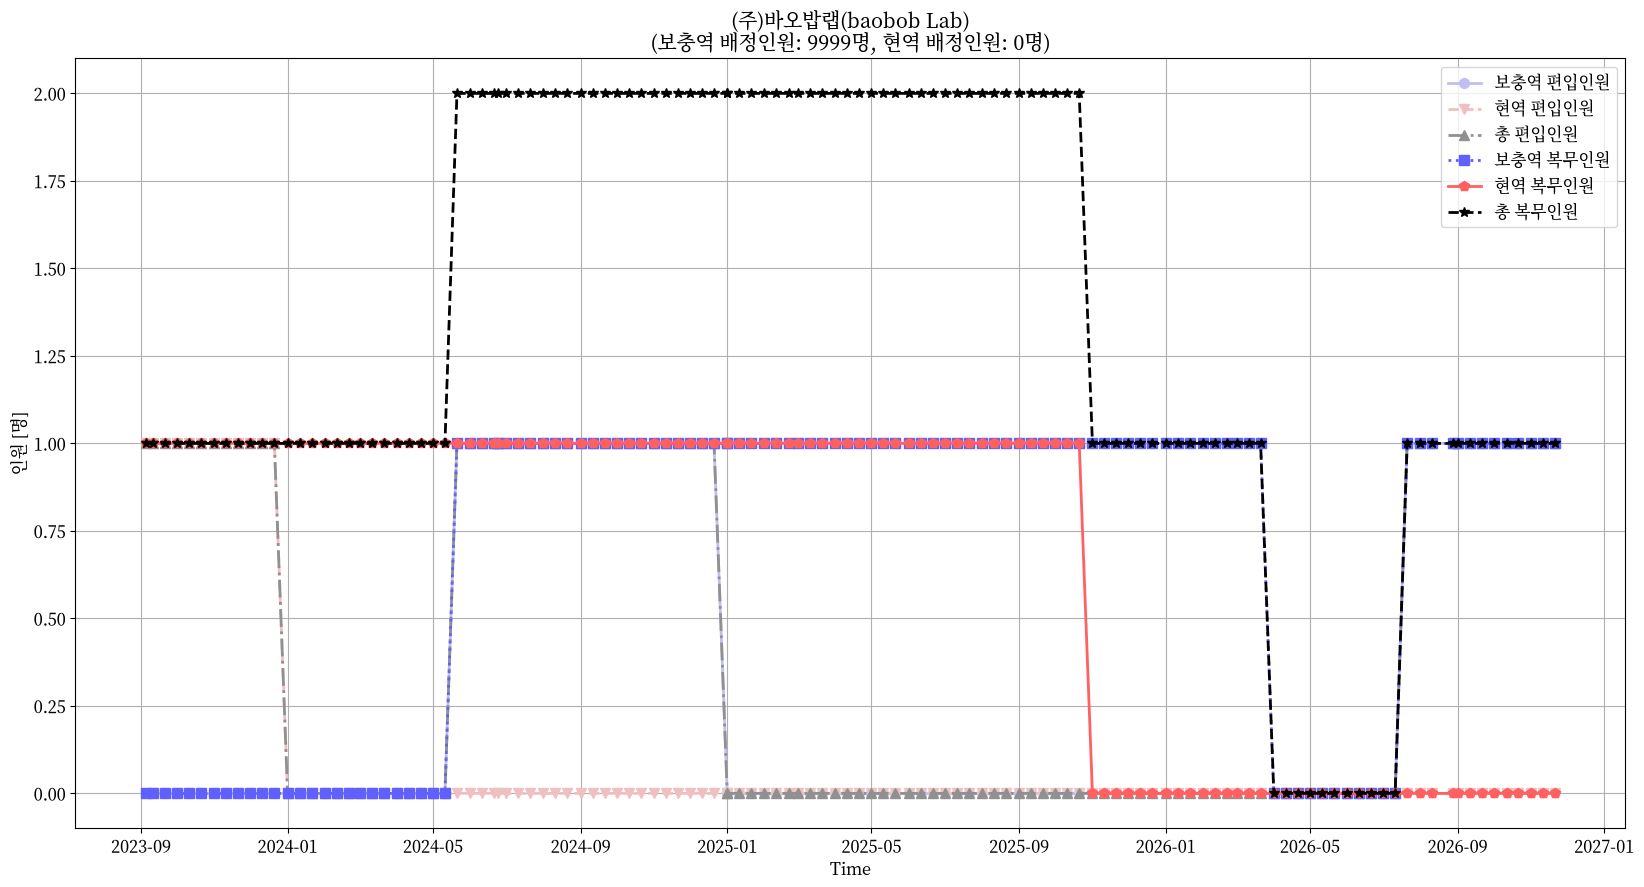 (주)바오밥랩(baobob Lab)
(보충역 배정인원: 9999명, 현역 배정인원: 0명)
보충역 편입인원
현역 편입인원
총 편입인원
보충역 복무인원
현역 복무인원
총 복무인원
인원 [명]
2.00
1.75
1.50
1.25
1.00
0.75
0.50
0.25
0.00
2023-09 2024-01 2024-05 2024-09 2025-01 2025-05 2025-09 2026-01 2026-05 2026-09 2027-01
Time